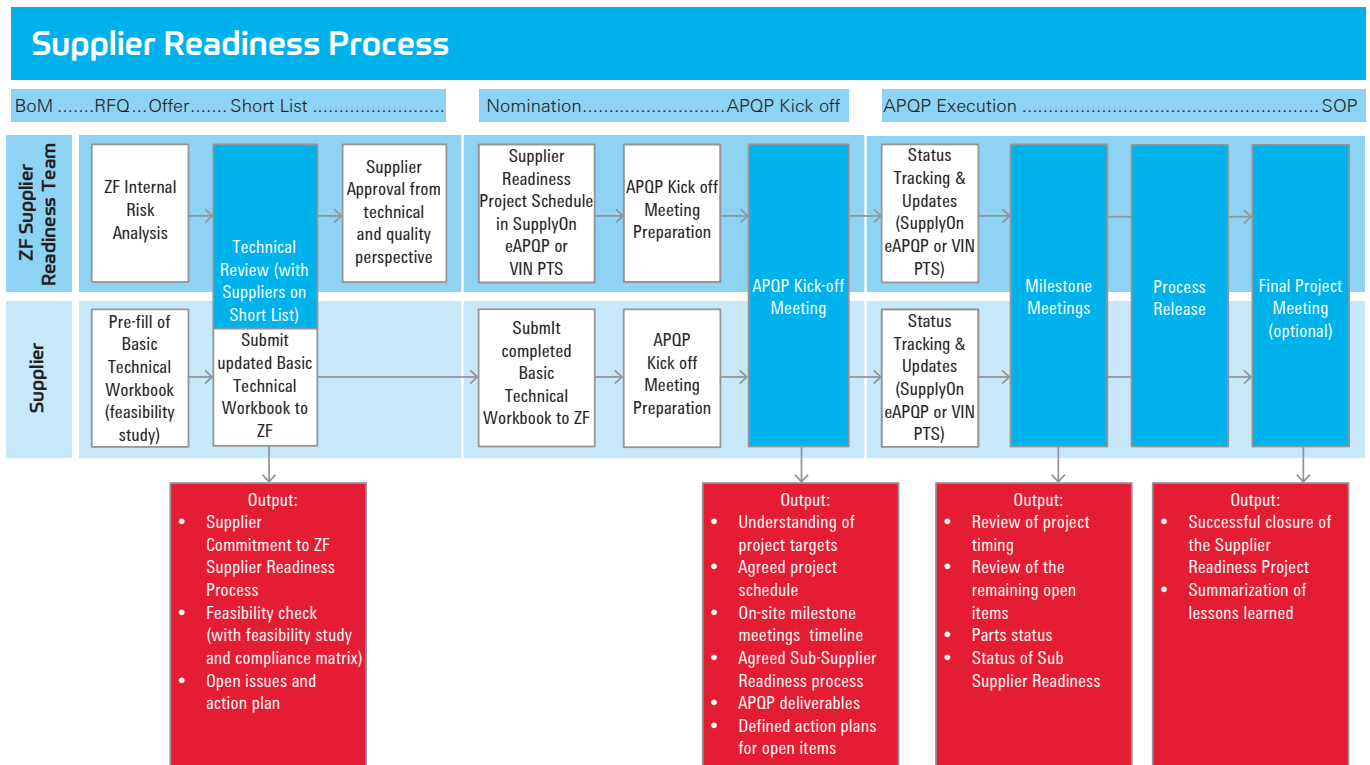 Supplier Readiness Process
BoM .......RFQ...Offer.......Short List .........................
Nomination...........................APQP Kick off
APQP Execution ........................................................SOP
ZF Supplier
Readiness Team
ZF Internal
Risk
Analysis
Technical
Review (with
Suppliers on
Short List)
Supplier
Approval from
technical
and quality
perspective
Supplier
Readiness
Project Schedule
in SupplyOn
eAPQP or
VIN PTS
APQP Kick off
Meeting
Preparation
APQP Kick-off
Meeting
Status
Tracking &
Updates
(SupplyOn
eAPQP or VIN
PTS)
Milestone
Meetings
Process
Release
Final Project
Meeting
(optional)
Supplier
Pre-fill of
Basic
Technical
Workbook
(feasibility
study)
Submit
updated Basic
Technical
Workbook to
ZF
SubmIt
completed
Basic
Technical
Workbook to ZF
APQP
Kick off
Meeting
Preparation
Status
Tracking &
Updates
(SupplyOn
eAPQP or VIN
PTS)
Output:
• Supplier
Commitment to ZF
Supplier Readiness
Process
• Feasibility check
(with feasibility study
and compliance matrix)
• Open issues and
action plan
Output:
• Understanding of
project targets
• Agreed project
schedule
• On-site milestone
meetings timeline
• Agreed Sub-Supplier
Readiness process
• APQP deliverables
• Defined action plans
for open items
Output:
• Review of project
timing
• Review of the
remaining open
items
• Parts status
• Status of Sub
Supplier Readiness
Output:
• Successful closure of
the Supplier
Readiness Project
• Summarization of
lessons learned